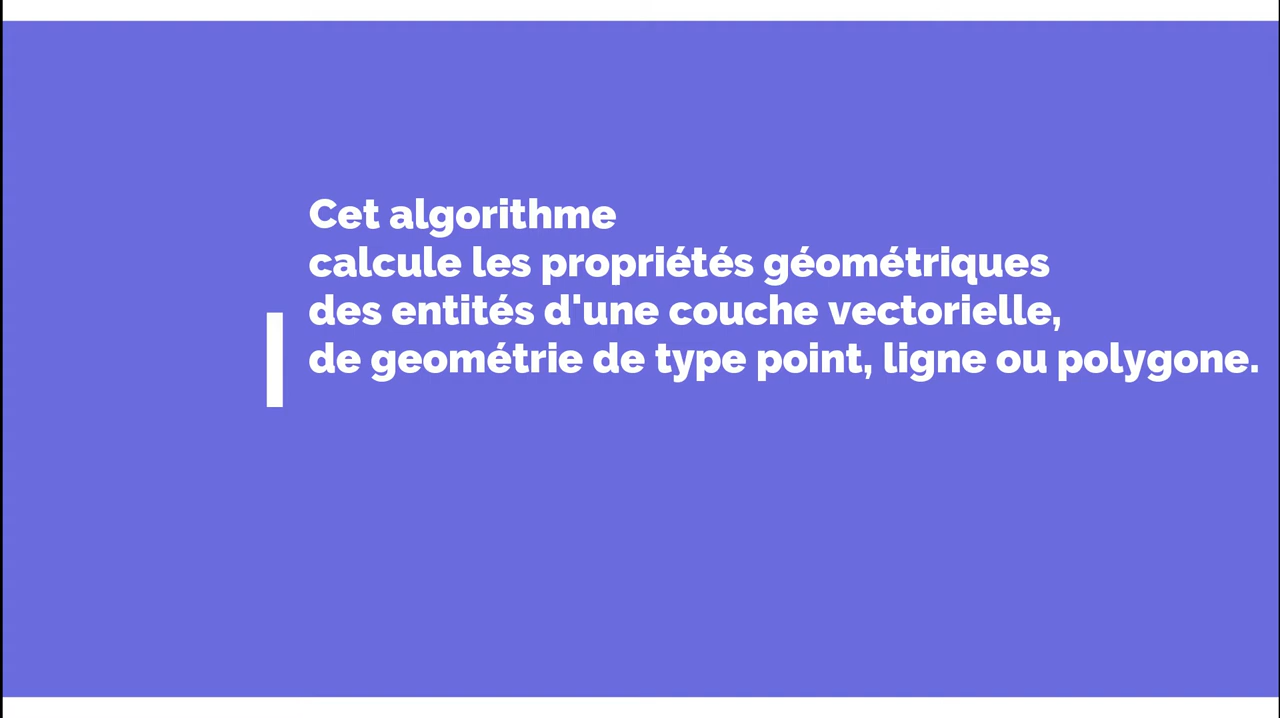 Cet algorithme
calcule les propriétés géométriques
des entités d'une couche vectorielle,
de geométrie de type point, ligne ou polygone.